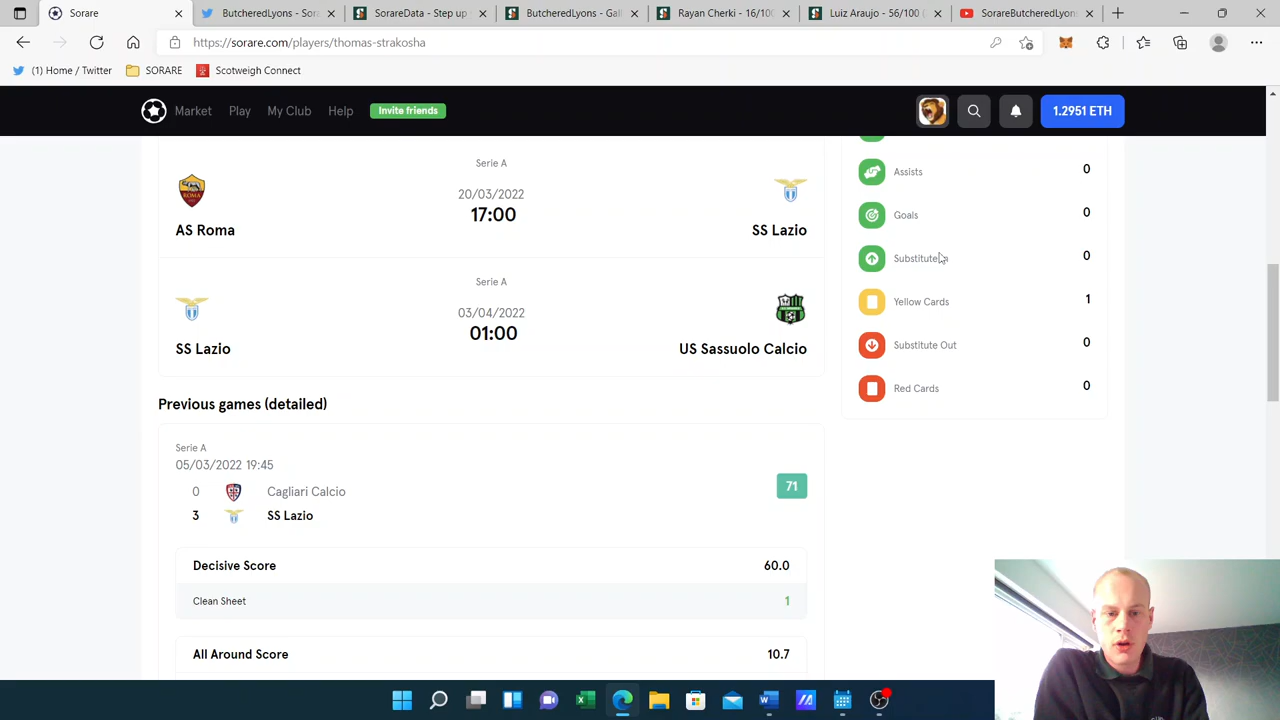 Sorare
ButcheredLyons - Sora
SorareData - Step up y
ButcheredLyons - Gall
Rayan Cherki - 16/100
Luiz Araujo - 56/100 (
SorareButcheredLyons
https://sorare.com/players/thomas-strakosha
(1) Home / Twitter
SORARE
Scotweigh Connect
Market
Play
My Club
Help
Invite friends
1.2951 ETH
Serie A
20/03/2022
17:00
AS Roma
SS Lazio
Serie A
03/04/2022
01:00
SS Lazio
US Sassuolo Calcio
Assists 0
Goals 0
Substitute 0
Yellow Cards 1
Substitute Out 0
Red Cards 0
Previous games (detailed)
Serie A
05/03/2022 19:45
0 Cagliari Calcio
3 SS Lazio
71
Decisive Score 60.0
Clean Sheet 1
All Around Score 10.7